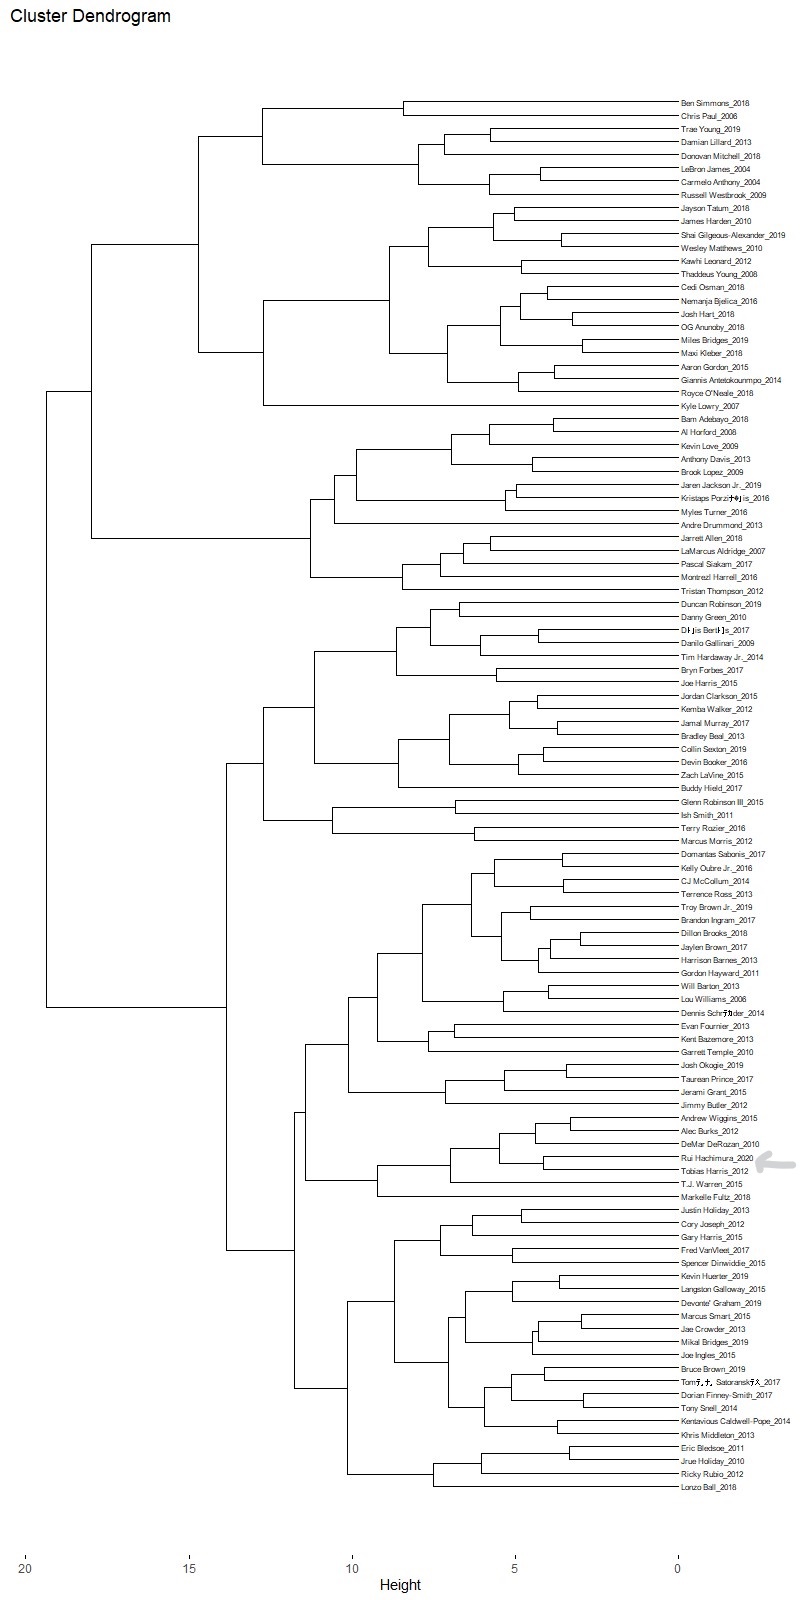 Cluster Dendrogram
Ben Simmons_2018
Chris Paul_2006
Trae Young_2019
Damian Lillard_2013
Donovan Mitchell_2018
LeBron James_2004
Carmelo Anthony_2004
Russell Westbrook_2009
Jayson Tatum_2018
James Harden_2010
Shai Gilgeous-Alexander_2019
Wesley Matthews_2010
Kawhi Leonard_2012
Thaddeus Young_2008
Cedi Osman_2018
Nemanja Bjelica_2016
Josh Hart_2018
OG Anunoby_2018
Miles Bridges_2019
Maxi Kleber_2018
Aaron Gordon_2015
Giannis Antetokounmpo_2014
Royce O'Neale_2018
Kyle Lowry_2007
Bam Adebayo_2018
Al Horford_2008
Kevin Love_2009
Anthony Davis_2013
Brook Lopez_2009
Jaren Jackson Jr._2019
Kristaps
Myles Turner_2016
Andre Drummond_2013
Jarrett Allen_2018
LaMarcus Aldridge_2007
Pascal Siakam_2017
Montrezl Harrell_2016
Tristan Thompson_2012
Duncan Robinson_2019
Danny Green_2010
Danilo Gallinari_2009
Tim Hardaway Jr._2014
Bryn Forbes_2017
Joe Harris_2015
Jordan Clarkson_2015
Kemba Walker_2012
Jamal Murray_2017
Bradley Beal_2013
Collin Sexton_2019
Devin Booker_2016
Zach LaVine_2015
Buddy Hield_2017
Glenn Robinson III_2015
Ish Smith_2011
Terry Rozier_2016
Marcus Morris_2012
Domantas Sabonis_2017
Kelly Oubre Jr._2016
CJ McCollum_2014
Terrence Ross_2013
Troy Brown Jr._2019
Brandon Ingram_2017
Dillon Brooks_2018
Jaylen Brown_2017
Harrison Barnes_2013
Gordon Hayward_2011
Will Barton_2013
Lou Williams_2006
Dennis
Evan Fournier_2013
Kent Bazemore_2013
Garrett Temple_2010
Josh Okogie_2019
Taurean Prince_2017
Jerami Grant_2015
Jimmy Butler_2012
Andrew Wiggins_2015
Alec Burks_2012
DeMar DeRozan_2010
Rui Hachimura_2020
Tobias Harris_2012
T.J. Warren_2015
Markelle Fultz_2018
Justin Holiday_2013
Cory Joseph_2012
Gary Harris_2015
Fred VanVleet_2017
Spencer Dinwiddie_2015
Kevin Huerter_2019
Langston Galloway_2015
Devonte' Graham_2019
Marcus Smart_2015
Jae Crowder_2013
Mikal Bridges_2019
Joe Ingles_2015
Bruce Brown_2019
Dorian Finney-Smith_2017
Tony Snell_2014
Kentavious Caldwell-Pope_2014
Khris Middleton_2013
Eric Bledsoe_2011
Jrue Holiday_2010
Ricky Rubio_2012
Lonzo Ball_2018
20 15 10 5 0
Height